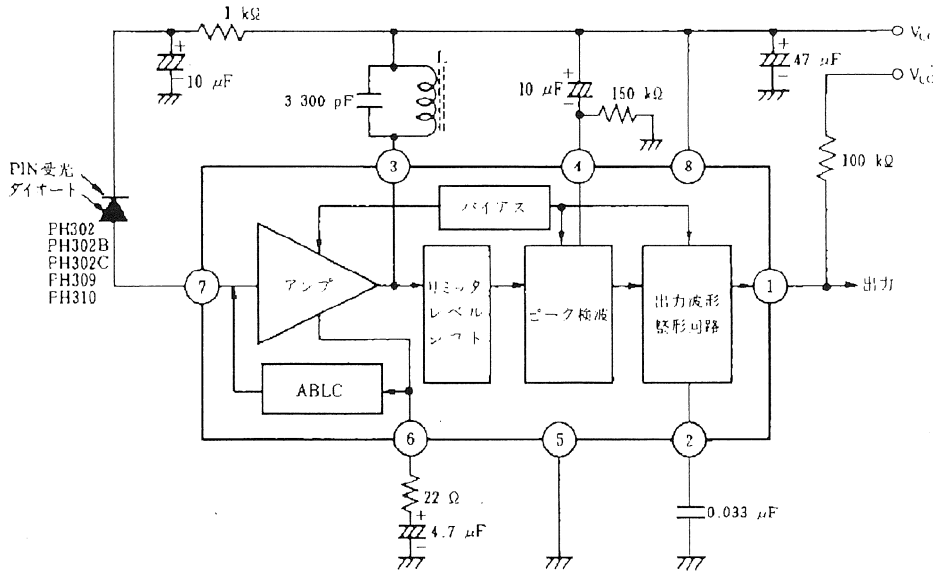 1 kΩ
+
10 μF
3 300 pF
+
10 μF
150 kΩ
+
47 μF
100 kΩ
3
4
8
PIN受光
ダイオード
PH302
PH302B
PH302C
PH309
PH310
バイアス
7
アンプ
リミッタ
レベル
シフト
ピーク検波
出力波形
整形回路
1
出力
ABLC
6
5
2
22 Ω
+
4.7 μF
0.033 μF